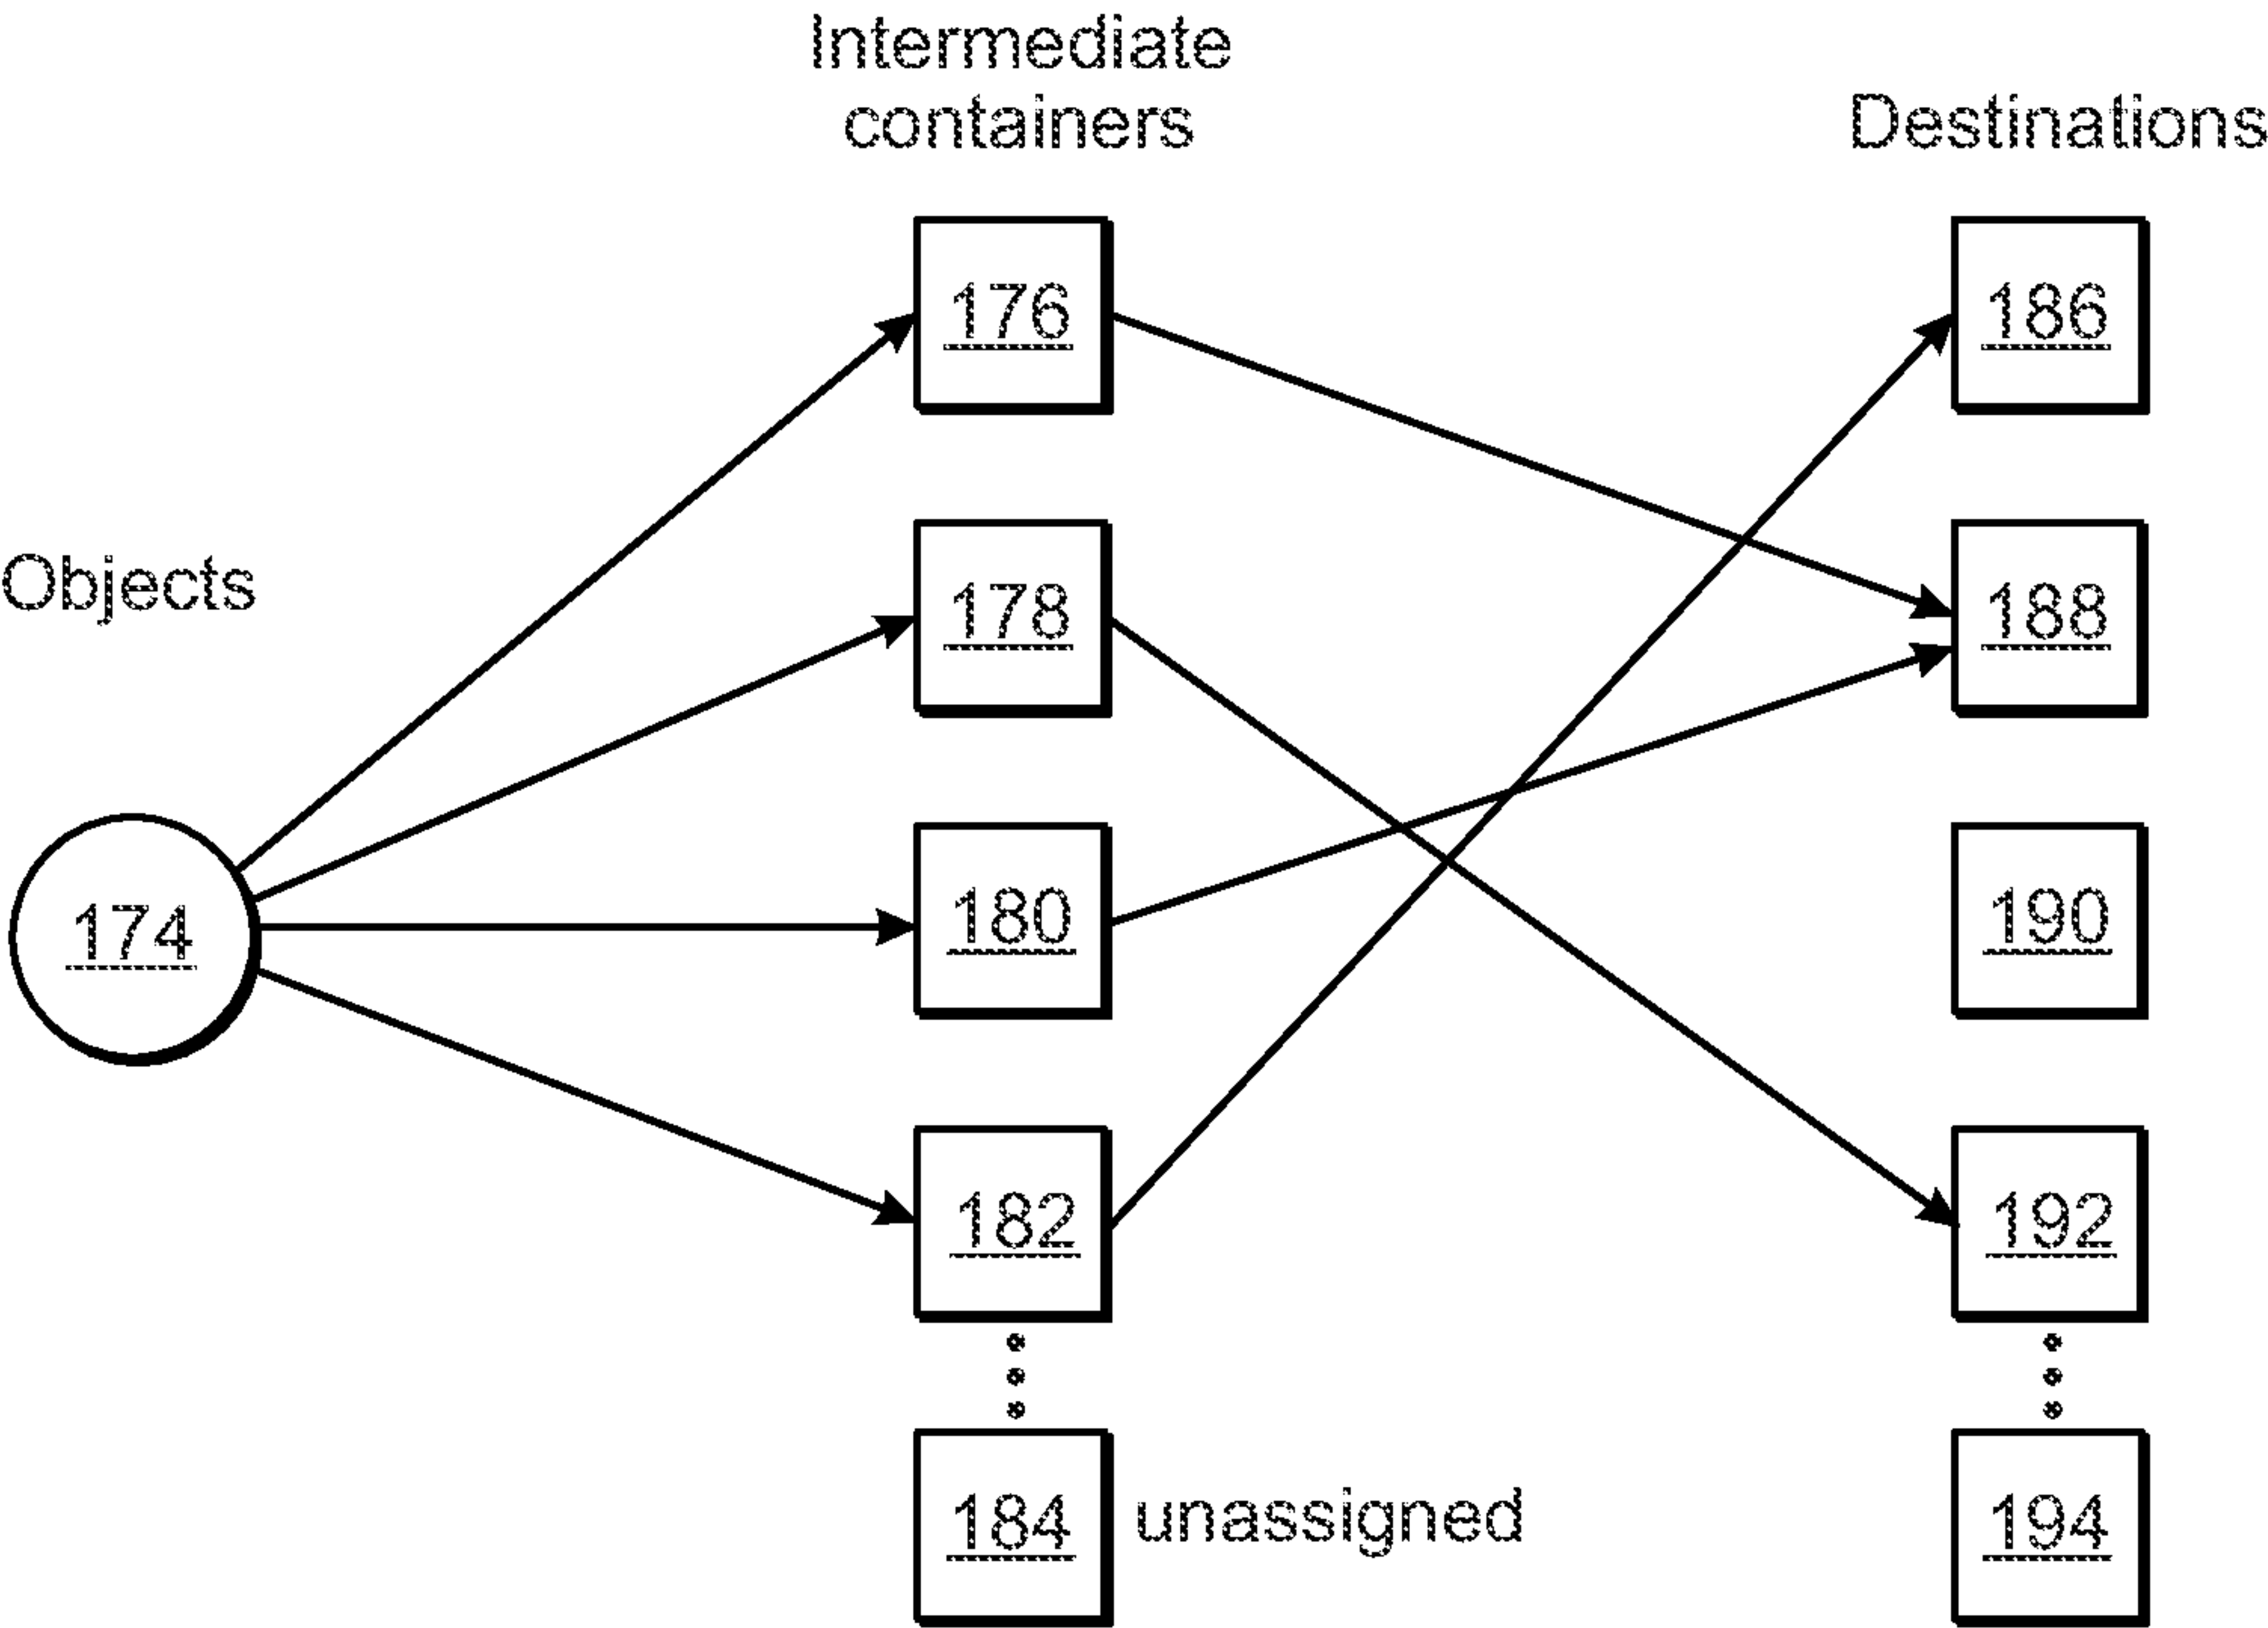 Intermediate
containers
Destinations
176
186
Objects
178
188
174
180
190
182
192
184
unassigned
194